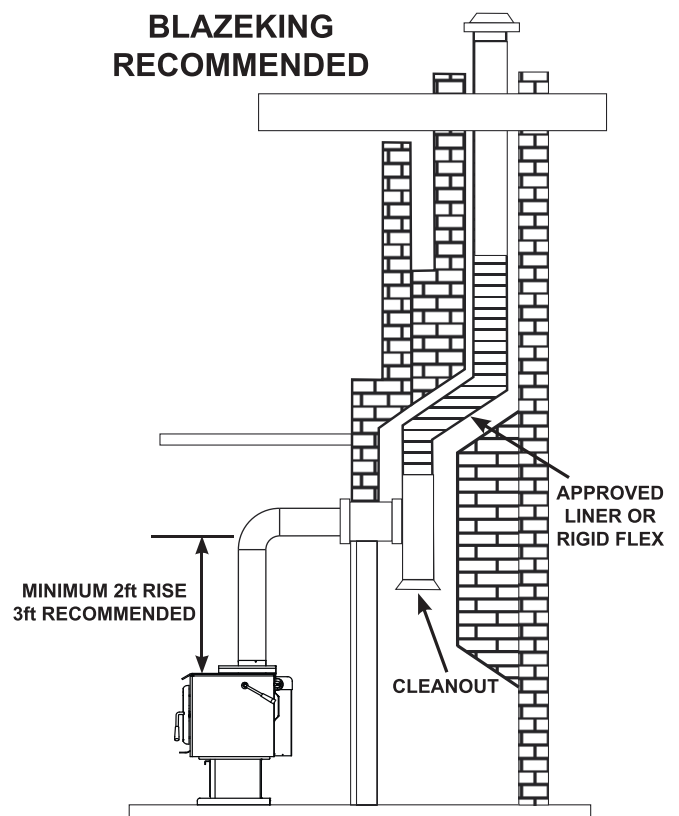 BLAZEKING
RECOMMENDED
APPROVED
LINER OR
RIGID FLEX
MINIMUM 2ft RISE
3ft RECOMMENDED
CLEANOUT